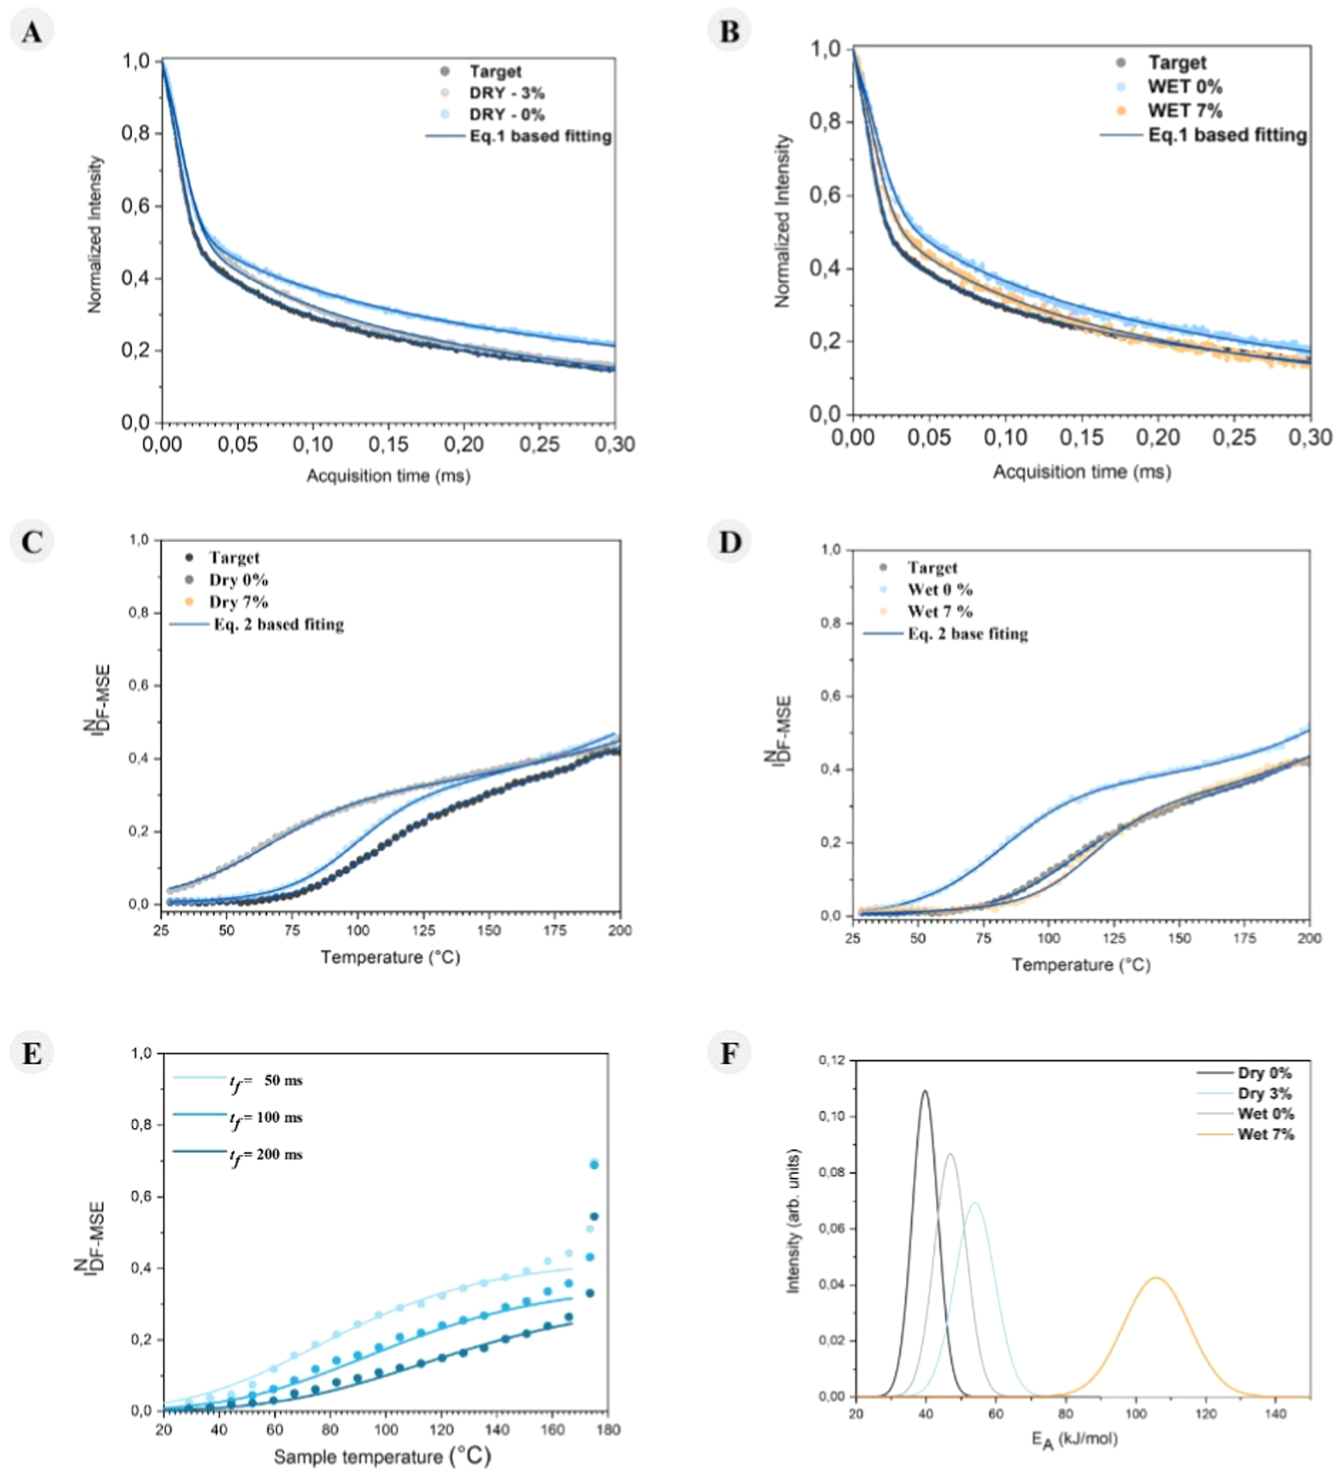 A
Normalized Intensity
1,0
0,8
0,6
0,4
0,2
0,0
0,00 0,05 0,10 0,15 0,20 0,25 0,30
Acquisition time (ms)
Target
DRY - 3%
DRY - 0%
Eq.1 based fitting
B
Normalized Intensity
1,0
0,8
0,6
0,4
0,2
0,0
0,00 0,05 0,10 0,15 0,20 0,25 0,30
Acquisition time (ms)
Target
WET 0%
WET 7%
Eq.1 based fitting
C
I N DF-MSE
1,0
0,8
0,6
0,4
0,2
0,0
25 50 75 100 125 150 175 200
Temperature (°C)
Target
Dry 0%
Dry 7%
Eq. 2 based fiting
D
I N DF-MSE
1,0
0,8
0,6
0,4
0,2
0,0
25 50 75 100 125 150 175 200
Temperature (°C)
Target
Wet 0 %
Wet 7 %
Eq. 2 base fiting
E
I N DF-MSE
1,0
0,8
0,6
0,4
0,2
0,0
20 40 60 80 100 120 140 160 180
Sample temperature (°C)
tf = 50 ms
tf = 100 ms
tf = 200 ms
F
Intensity (arb. units)
0,12
0,10
0,08
0,06
0,04
0,02
0,00
20 40 60 80 100 120 140
EA (kJ/mol)
Dry 0%
Dry 3%
Wet 0%
Wet 7%